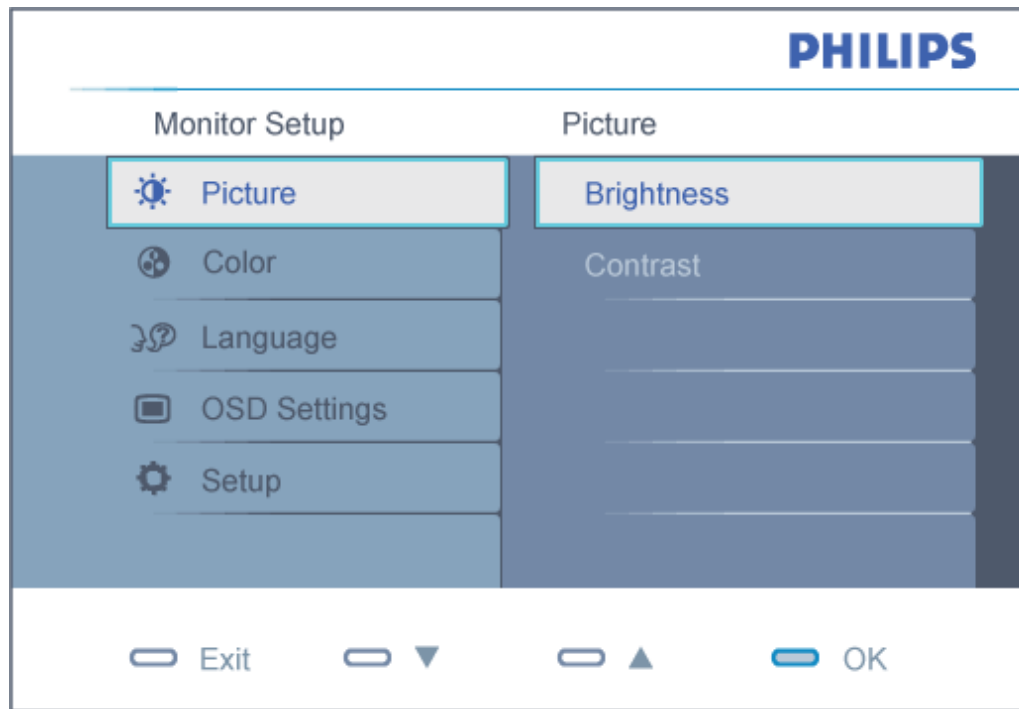 PHILIPS
Monitor Setup Picture
Picture Brightness
Color Contrast
Language
OSD Settings
Setup
Exit ▼ ▲ OK